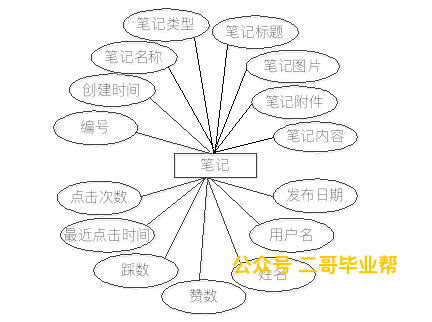 笔记类型
笔记标题
笔记名称
笔记图片
创建时间
笔记附件
编号
笔记内容
笔记
点击次数
发布日期
最近点击时间
用户名
公众号 二哥毕业帮
踩数
姓名
赞数